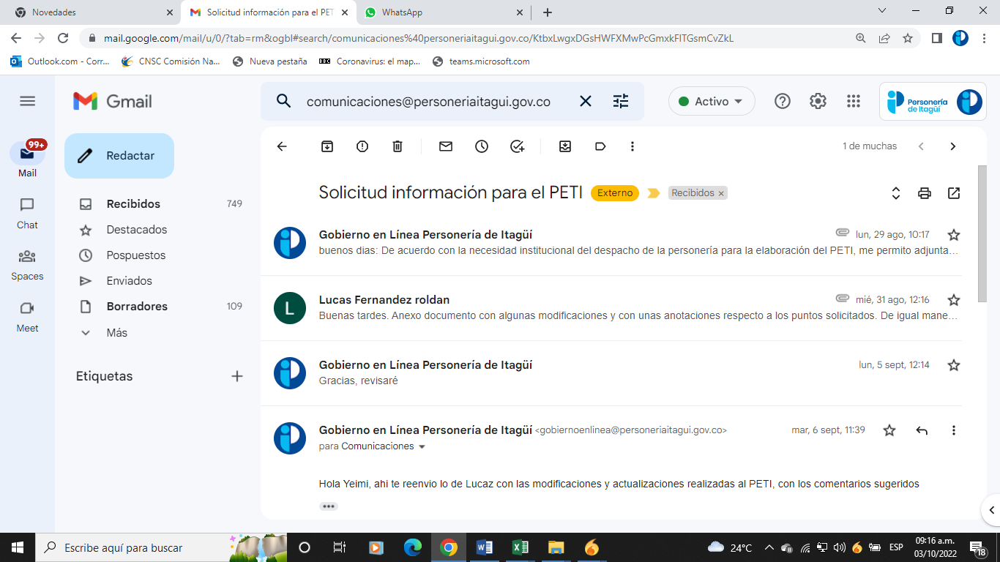 Novedades
Solicitud información para el PET
WhatsApp
mail.google.com/mail/u/0/?tab=rm&ogbl#search/comunicaciones%40personeriaitagui.gov.co/KtbxLwgxDGsHWFXMwPcGmxkFlTGsmCvZkL
Outlook.com - Corr...
CNSC Comisión Na...
Nueva pestaña
BBC
Coronavirus: el map...
teams.microsoft.com
Gmail
comunicaciones@personeriaitagui.gov.co
Activo
Personería
de Itagüí
99+
Mail
Redactar
1 de muchas
Solicitud información para el PETI
Externo
Recibidos ×
Recibidos 749
Destacados
Chat
Pospuestos
Spaces
Enviados
Borradores 109
Meet
Más
Etiquetas
Gobierno en Línea Personería de Itagüí
lun, 29 ago, 10:17
buenos dias: De acuerdo con la necesidad institucional del despacho de la personería para la elaboración del PETI, me permito adjunta...
L
Lucas Fernandez roldan
mié, 31 ago, 12:16
Buenas tardes. Anexo documento con algunas modificaciones y con unas anotaciones respecto a los puntos solicitados. De igual mane...
Gobierno en Línea Personería de Itagüí
lun, 5 sept, 12:14
Gracias, revisaré
Gobierno en Línea Personería de Itagüí <gobiernoenlinea@personeriaitagui.gov.co>
mar, 6 sept, 11:39
para Comunicaciones
Hola Yeimi, ahi te reenvio lo de Lucaz con las modificaciones y actualizaciones realizadas al PETI, con los comentarios sugeridos
Escribe aquí para buscar
24°C
ESP
09:16 a.m.
03/10/2022
18